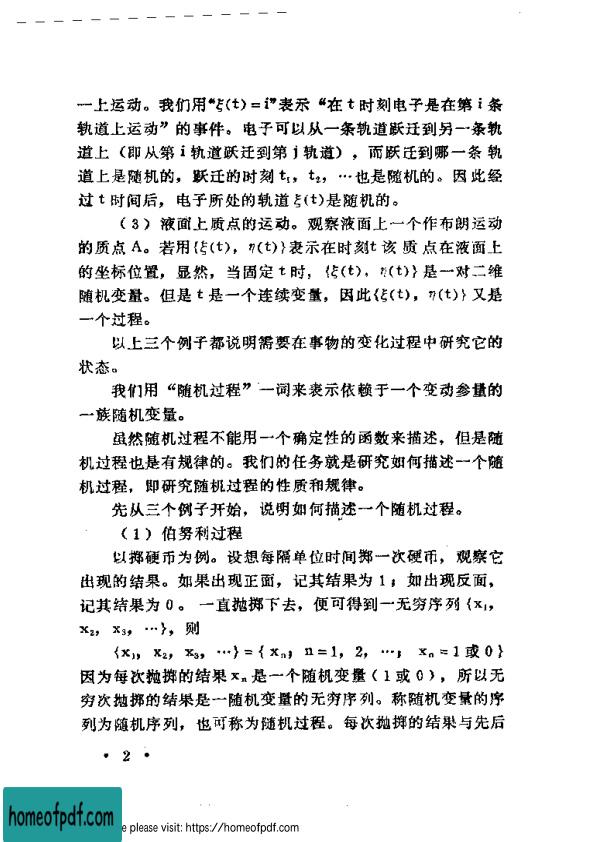 一上运动。我们用“ξ(t)=i”表示“在t时刻电子是在第i条
轨道上运动”的事件。电子可以从一条轨道跃迁到另一条轨
道上（即从第i轨道跃迁到第j轨道），而跃迁到哪一条 轨
道上是随机的，跃迁的时刻t₁，t₂，…也是随机的。因此经
过t时间后，电子所处的轨道ξ(t)是随机的。
（3）液面上质点的运动。观察液面上一个作布朗运动
的质点A。若用{ξ(t)，η(t)}表示在时刻t 该 质 点在液面上
的坐标位置，显然，当固定t时，{ξ(t)，η(t)}是一对二维
随机变量。但是t是一个连续变量，因此{ξ(t)，η(t)}又是
一个过程。
以上三个例子都说明需要在事物的变化过程中研究它的
状态。
我们用“随机过程”一词来表示依赖于一个变动参量的
一族随机变量。
虽然随机过程不能用一个确定性的函数来描述，但是随
机过程也是有规律的。我们的任务就是研究如何描述一个随
机过程，即研究随机过程的性质和规律。
先从三个例子开始，说明如何描述一个随机过程。
（1）伯努利过程
以掷硬币为例。设想每隔单位时间掷一次硬币，观察它
出现的结果。如果出现正面，记其结果为1；如出现反面，
记其结果为0。一直抛掷下去，便可得到一无穷序列{x₁，
x₂，x₃，…}，则
{x₁，x₂，x₃，…}={xₙ；n=1，2，…；xₙ=1或0}
因为每次抛掷的结果xₙ是一个随机变量（1或0），所以无
穷次抛掷的结果是一随机变量的无穷序列。称随机变量的序
列为随机序列，也可称为随机过程。每次抛掷的结果与先后
• 2 •
homeofpdf.com
e please visit: https://homeofpdf.com